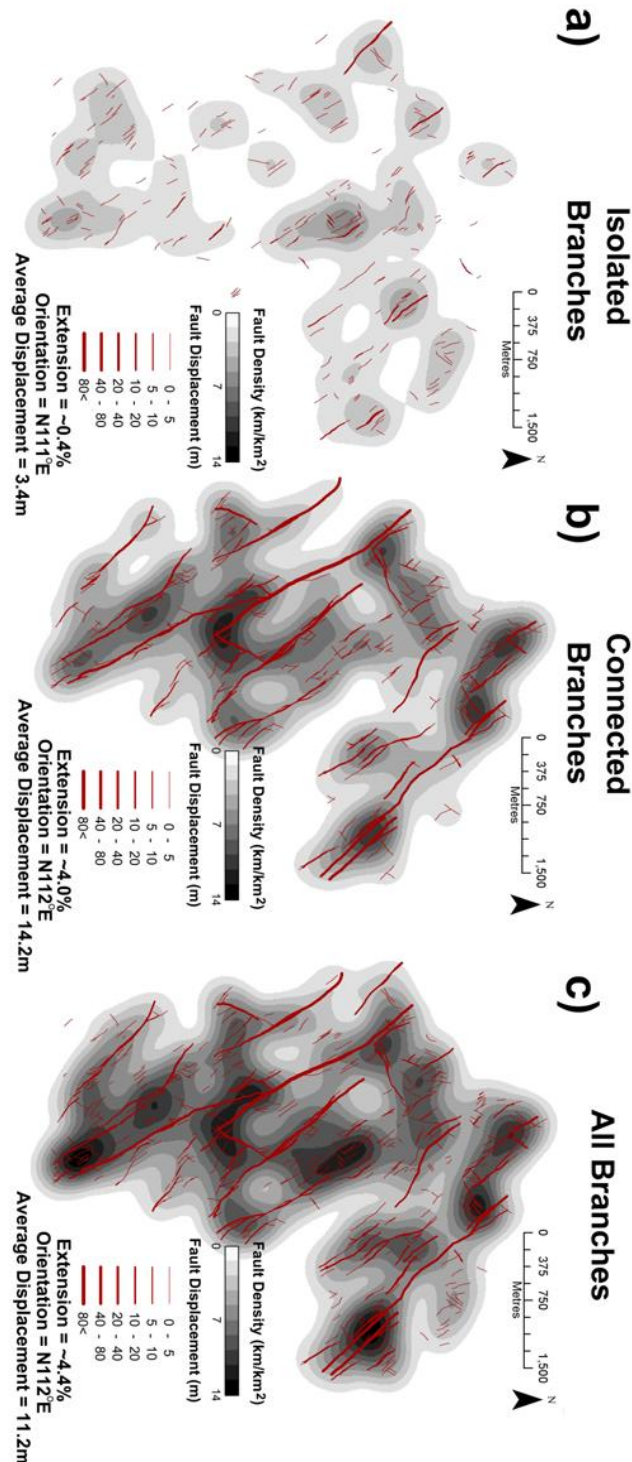 a)
Isolated
Branches
0 375 750 1,500
Metres
N
Fault Density (km/km²)
0 7 14
Fault Displacement (m)
0 - 5
5 - 10
10 - 20
20 - 40
40 - 80
80<
Extension = ~0.4%
Orientation = N111°E
Average Displacement = 3.4m
b)
Connected
Branches
0 375 750 1,500
Metres
N
Fault Density (km/km²)
0 7 14
Fault Displacement (m)
0 - 5
5 - 10
10 - 20
20 - 40
40 - 80
80<
Extension = ~4.0%
Orientation = N112°E
Average Displacement = 14.2m
c)
All Branches
0 375 750 1,500
Metres
N
Fault Density (km/km²)
0 7 14
Fault Displacement (m)
0 - 5
5 - 10
10 - 20
20 - 40
40 - 80
80<
Extension = ~4.4%
Orientation = N112°E
Average Displacement = 11.2m